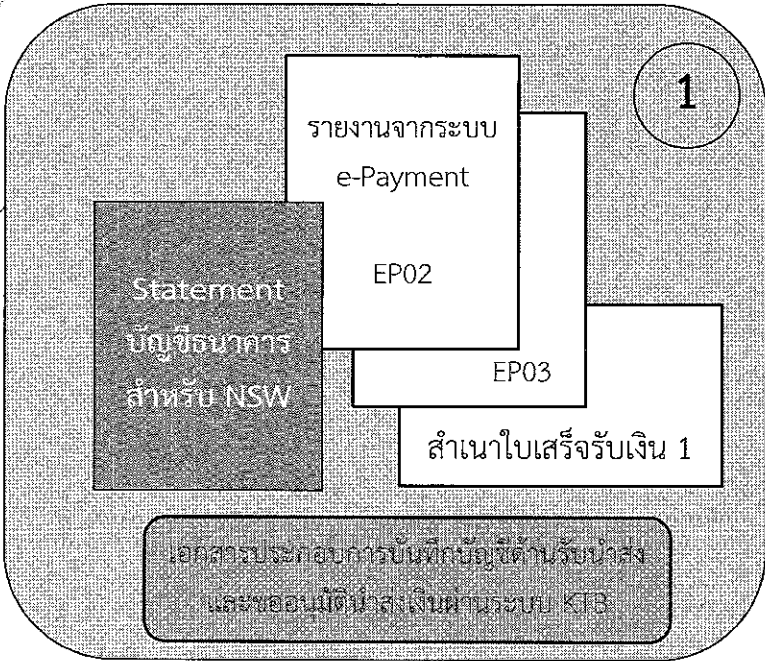 1
รายงานจากระบบ
e-Payment
EP02
Statement
บัญชีธนาคาร
สำหรับ NSW
EP03
สำเนาใบเสร็จรับเงิน 1
เอกสารประกอบการบันทึกบัญชีด้านรับนำส่ง
และขออนุมัตินำส่งเงินผ่านระบบ KTB